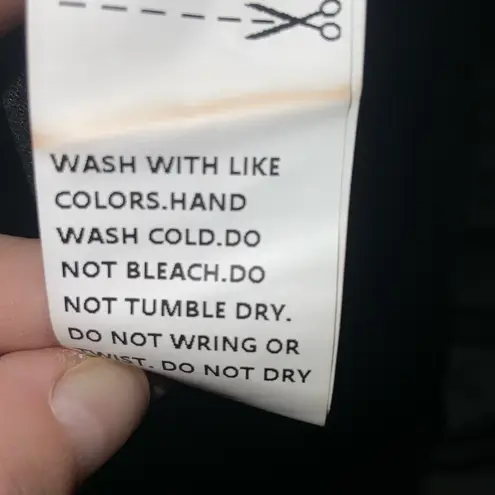 WASH WITH LIKE
COLORS.HAND
WASH COLD.DO
NOT BLEACH.DO
NOT TUMBLE DRY.
DO NOT WRING OR
TWIST. DO NOT DRY